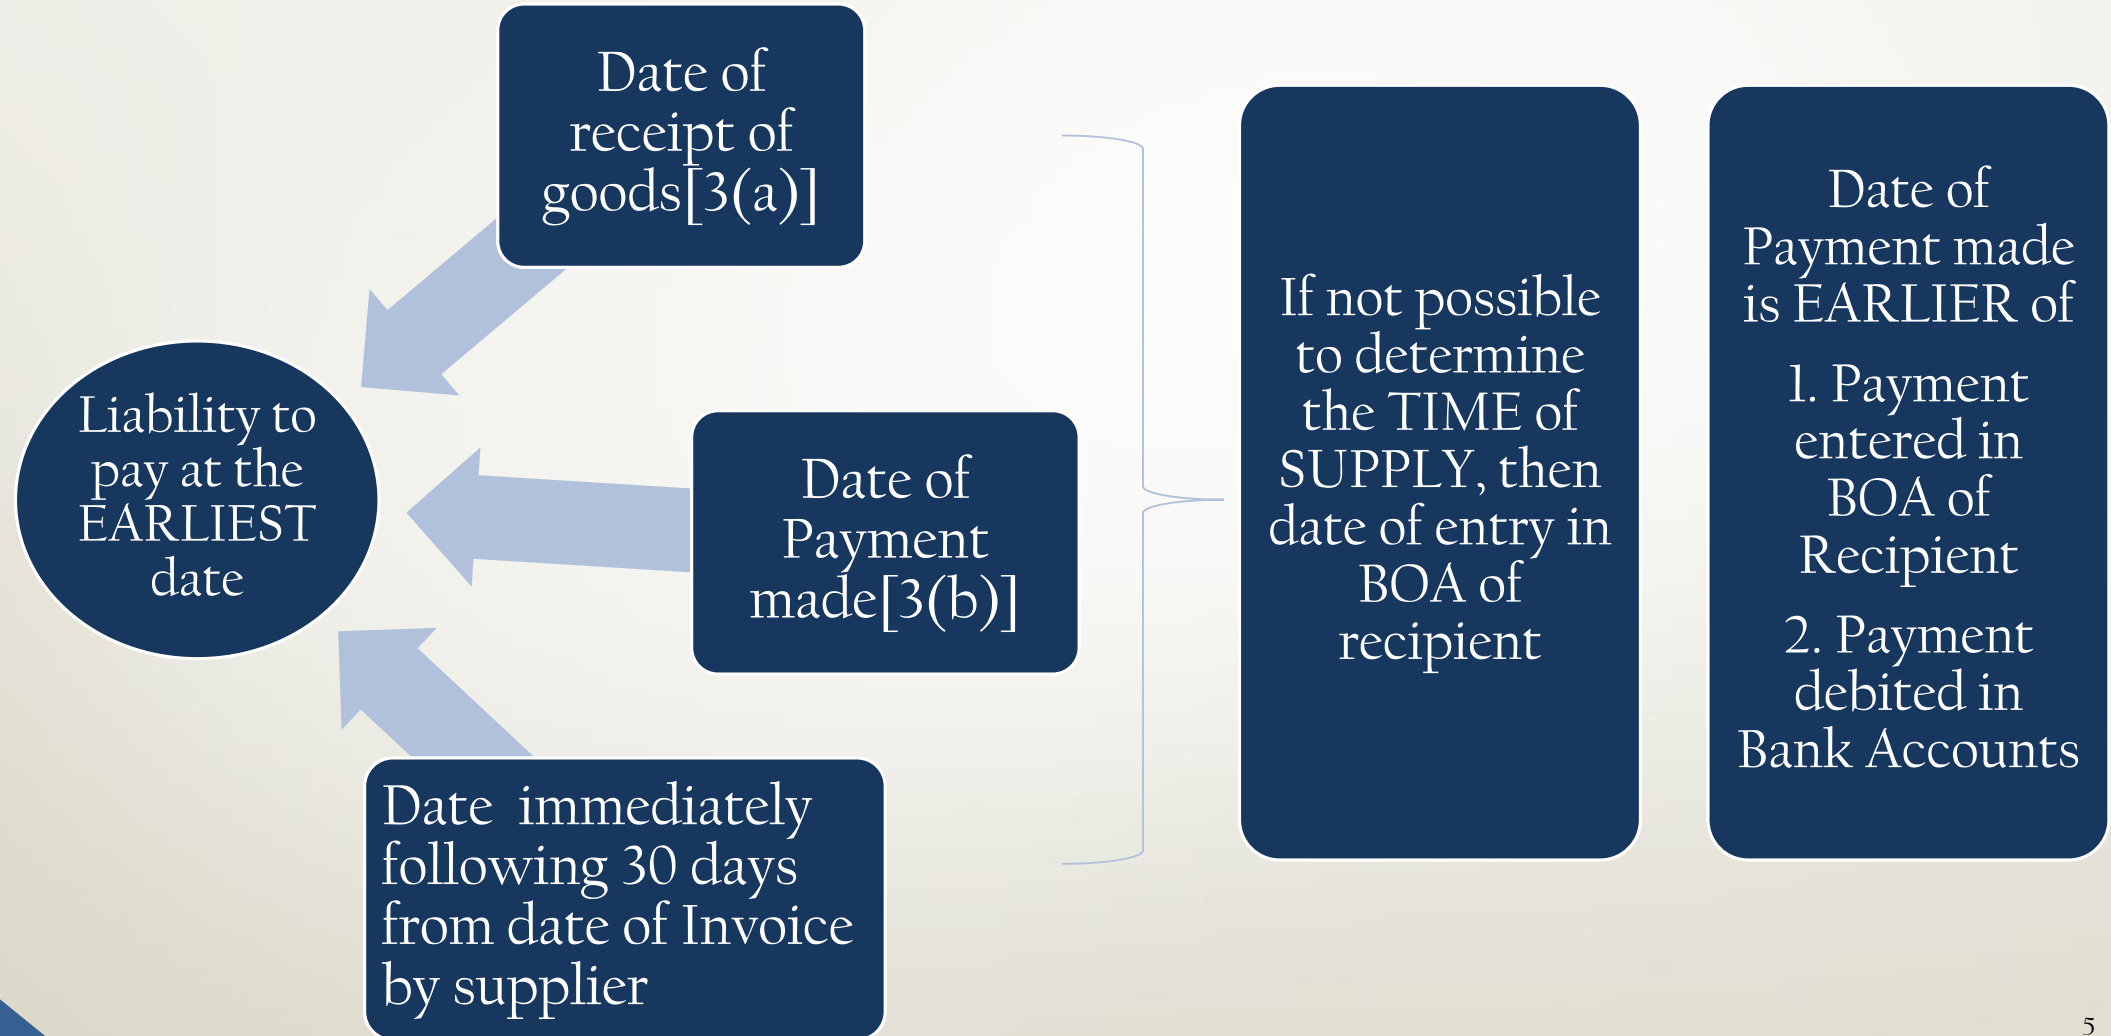 Date of
receipt of
goods[3(a)]
Liability to
pay at the
EARLIEST
date
Date of
Payment
made[3(b)]
Date  immediately
following 30 days
from date of Invoice
by supplier
If not possible
to determine
the TIME of
SUPPLY, then
date of entry in
BOA of
recipient
Date of
Payment made
is EARLIER of
1. Payment
entered in
BOA of
Recipient
2. Payment
debited in
Bank Accounts
5